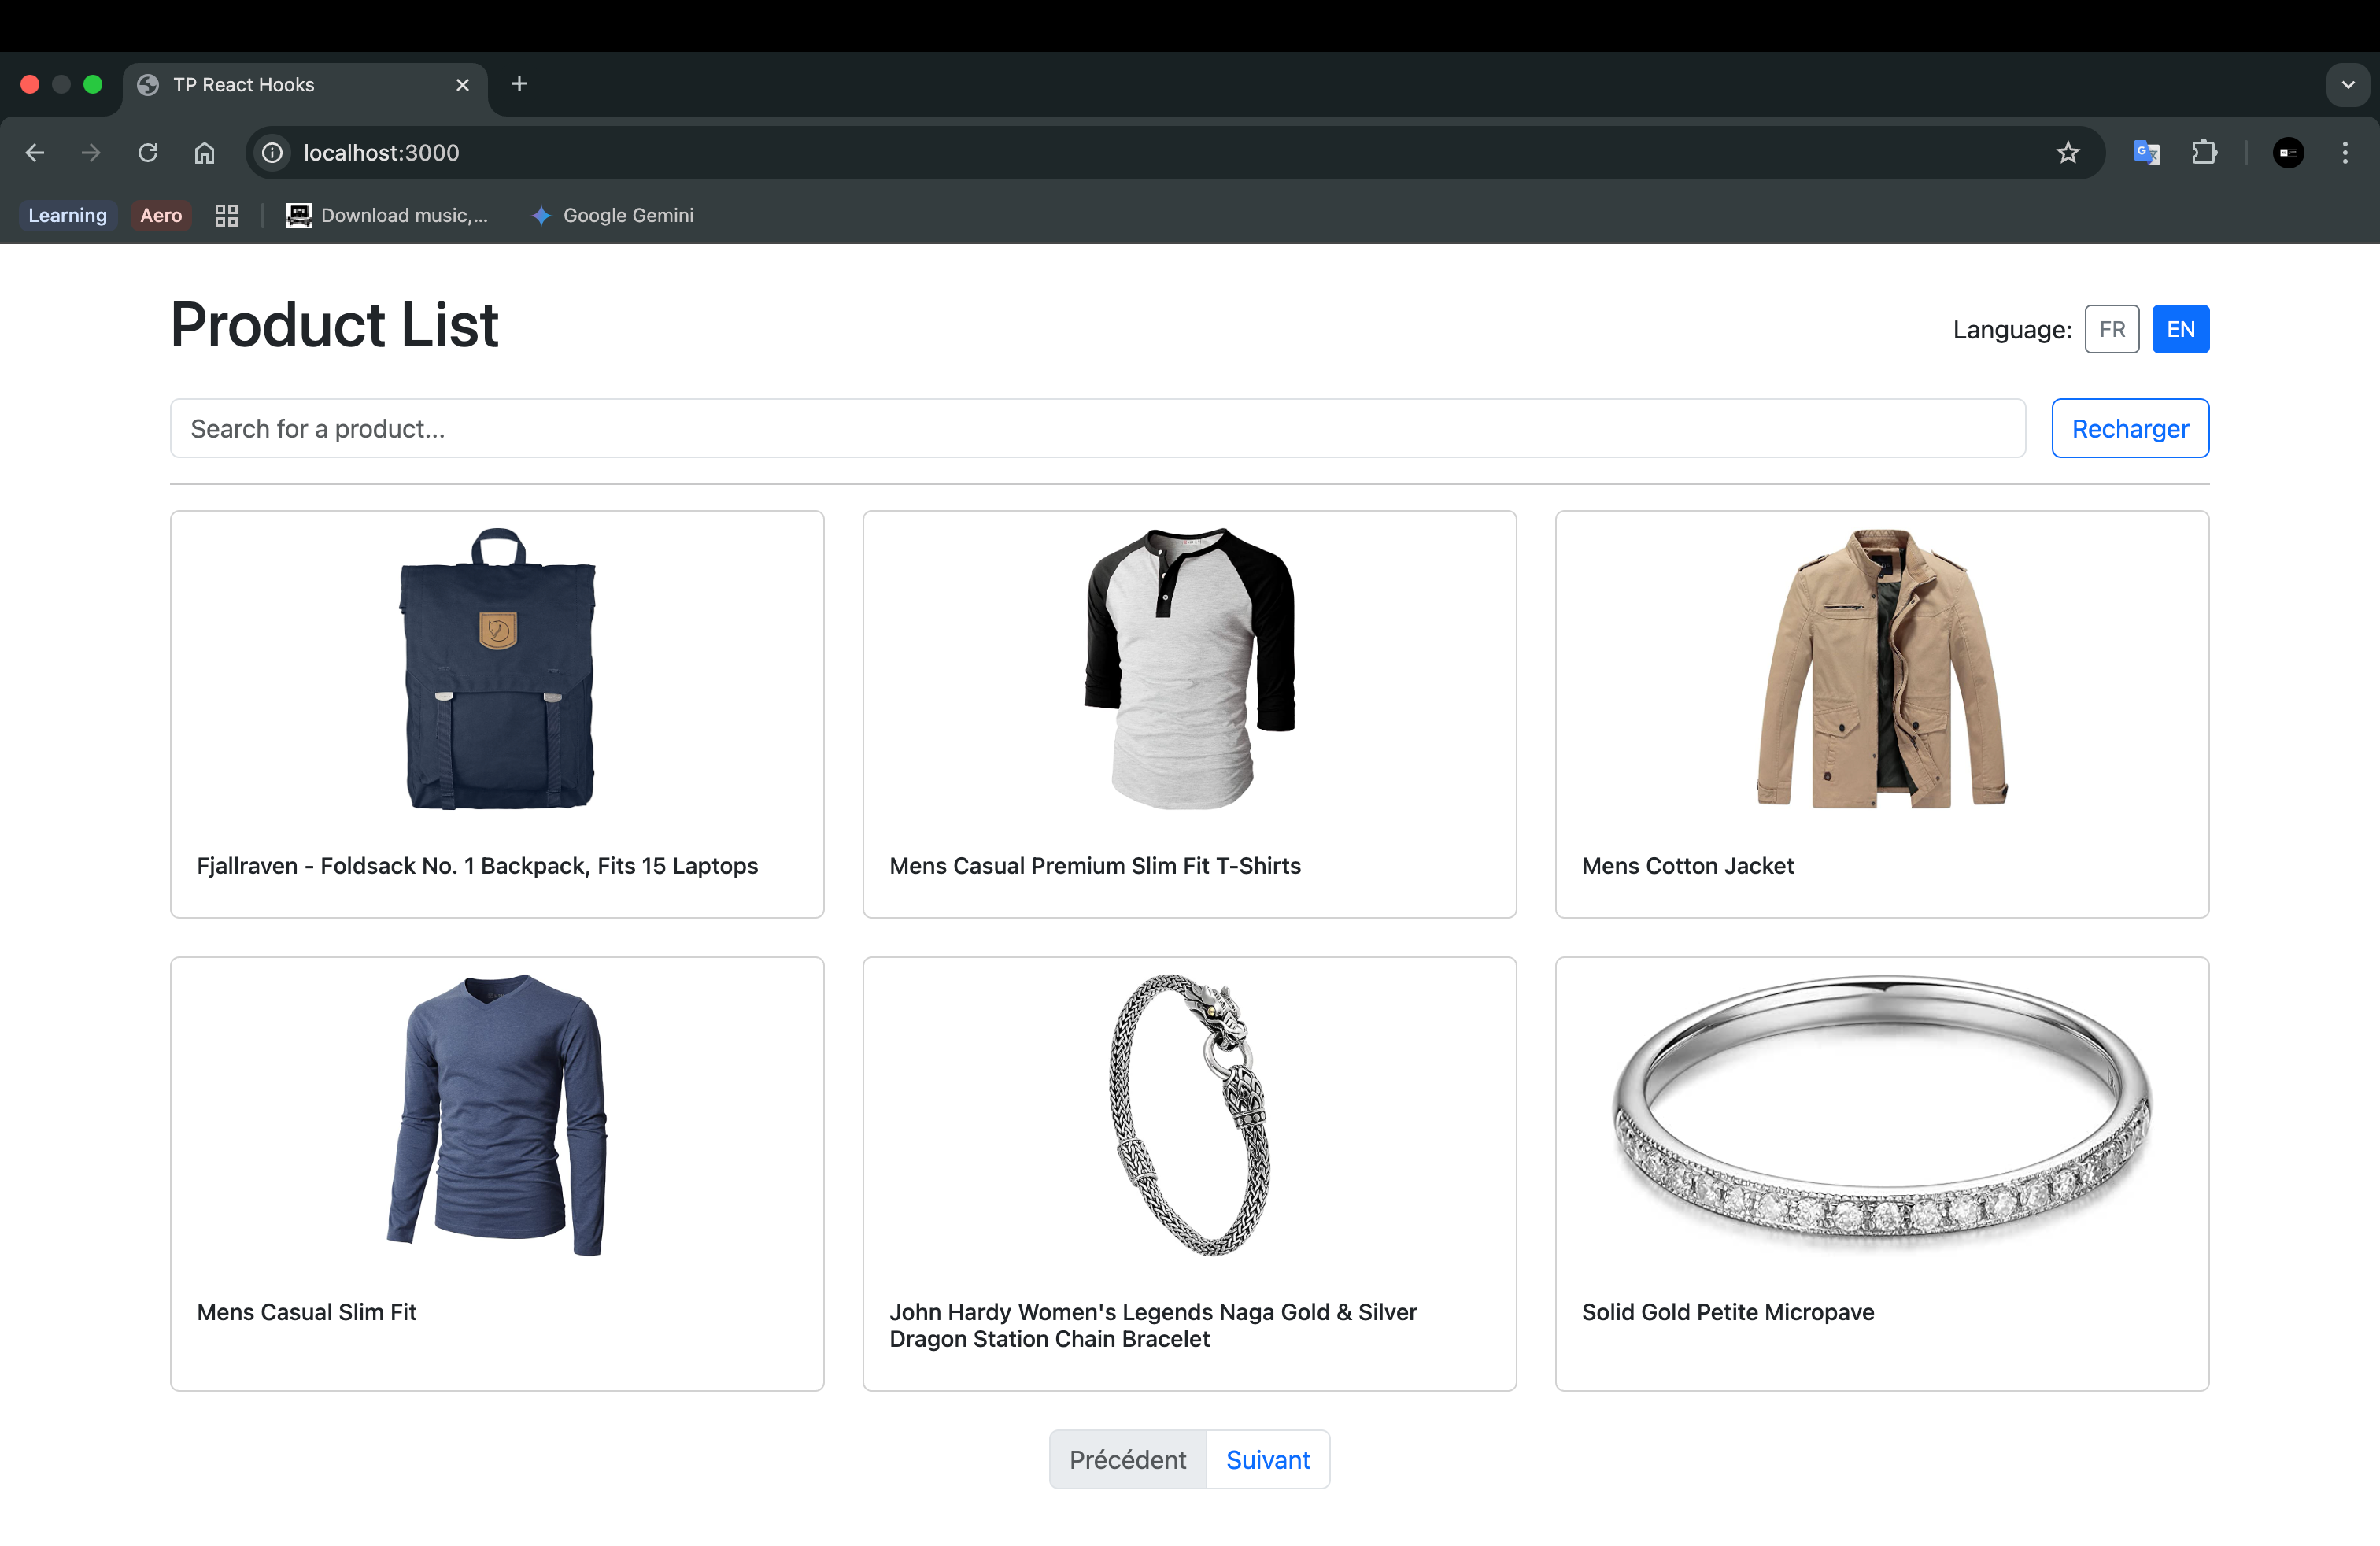 TP React Hooks
localhost:3000
Learning Aero Download music,... Google Gemini
Product List
Language: FR EN
Search for a product...
Recharger
Fjallraven - Foldsack No. 1 Backpack, Fits 15 Laptops
Mens Casual Premium Slim Fit T-Shirts
Mens Cotton Jacket
Mens Casual Slim Fit
John Hardy Women's Legends Naga Gold & Silver
Dragon Station Chain Bracelet
Solid Gold Petite Micropave
Précédent Suivant